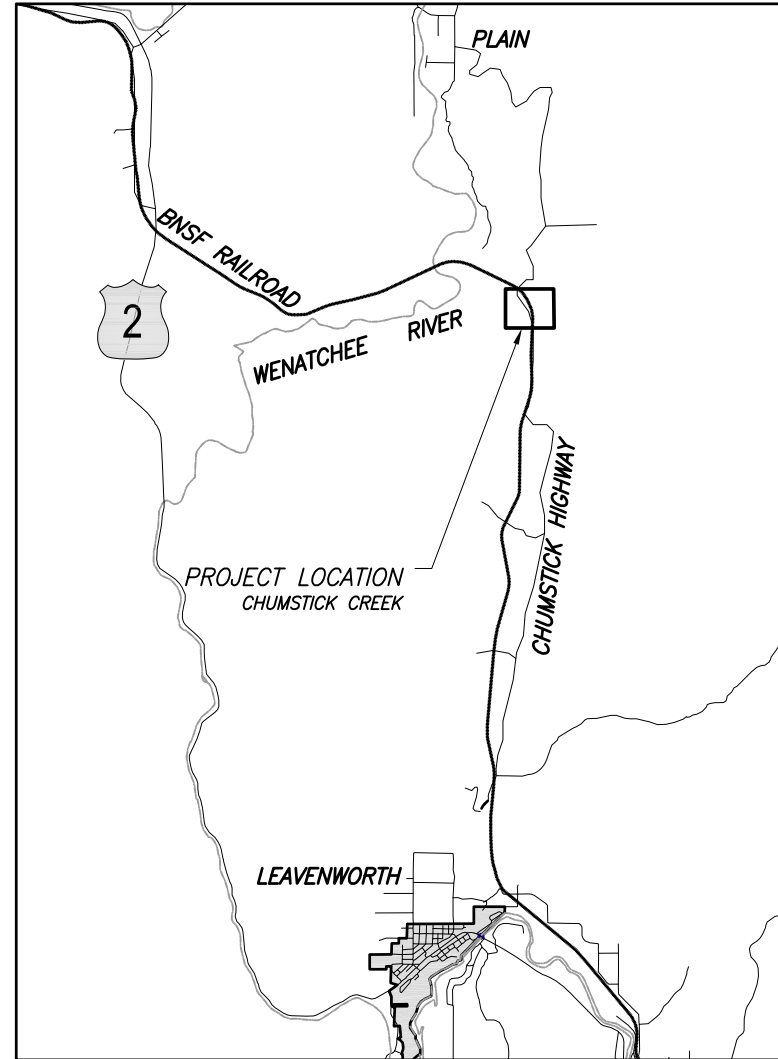 PLAIN
BNSF RAILROAD
2
WENATCHEE RIVER
CHUMSTICK HIGHWAY
PROJECT LOCATION
CHUMSTICK CREEK
LEAVENWORTH